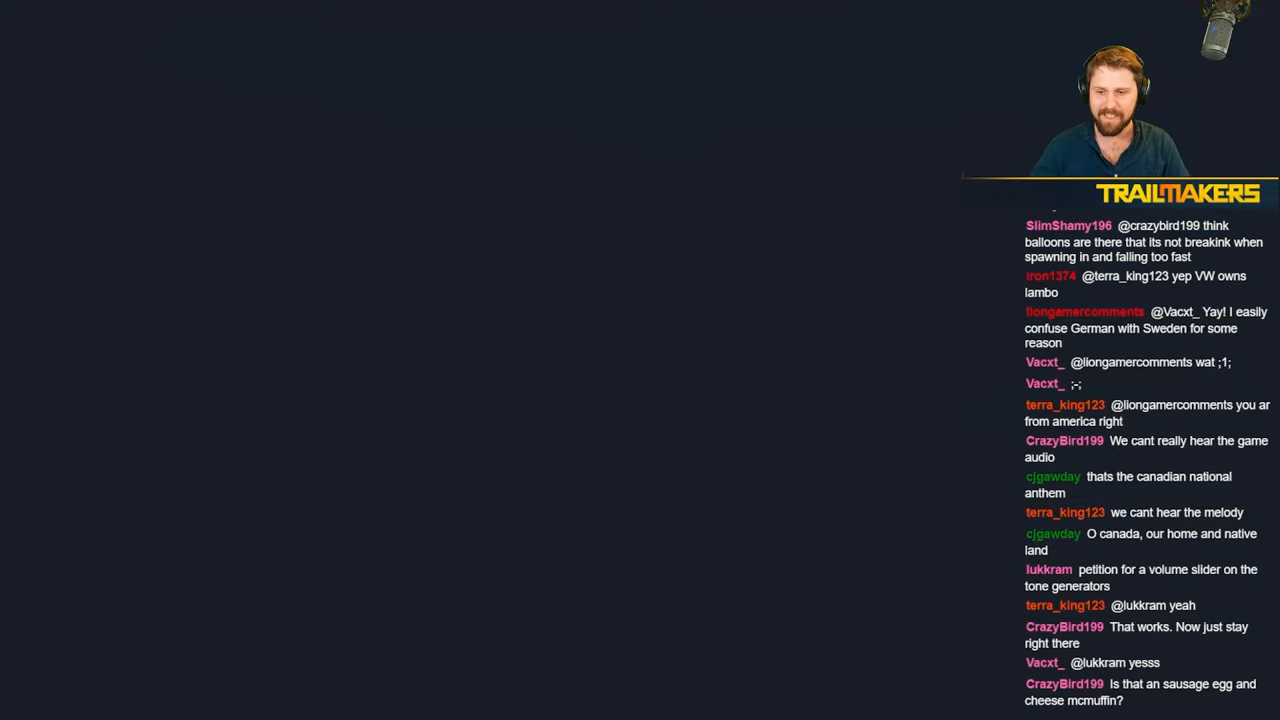 TRAILMAKERS
SlimShamy196 @crazybird199 think
balloons are there that its not breakink when
spawning in and falling too fast
iron1374 @terra_king123 yep VW owns
lambo
liongamercomments @Vacxt_ Yay! I easily
confuse German with Sweden for some
reason
Vacxt_ @liongamercomments wat ;1;
Vacxt_ ;-;
terra_king123 @liongamercomments you ar
from america right
CrazyBird199 We cant really hear the game
audio
cjgawday thats the canadian national
anthem
terra_king123 we cant hear the melody
cjgawday O canada, our home and native
land
lukkram petition for a volume slider on the
tone generators
terra_king123 @lukkram yeah
CrazyBird199 That works. Now just stay
right there
Vacxt_ @lukkram yesss
CrazyBird199 Is that an sausage egg and
cheese mcmuffin?